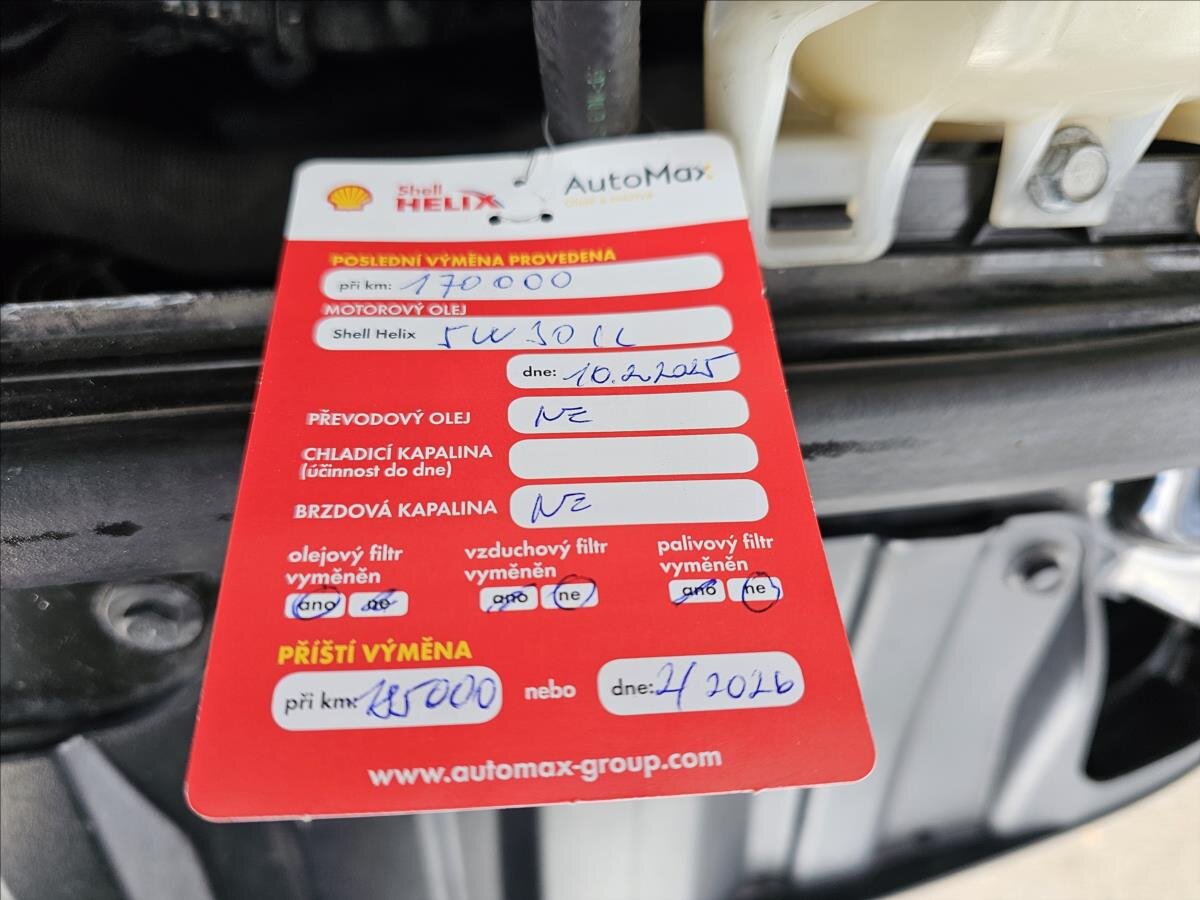 Shell
HELIX
AutoMax
POSLEDNÍ VÝMĚNA PROVEDENA
při km: 170000
MOTOROVÝ OLEJ
Shell Helix 5W30
dne: 10.2.2025
PŘEVODOVÝ OLEJ NE
CHLADICÍ KAPALINA
(účinnost do dne)
BRZDOVÁ KAPALINA NE
olejový filtr vzduchový filtr palivový filtr
vyměněn vyměněn vyměněn
ano ne ano ne ano ne
PŘÍŠTÍ VÝMĚNA
při km: 185000 nebo dne: 2/2026
www.automax-group.com